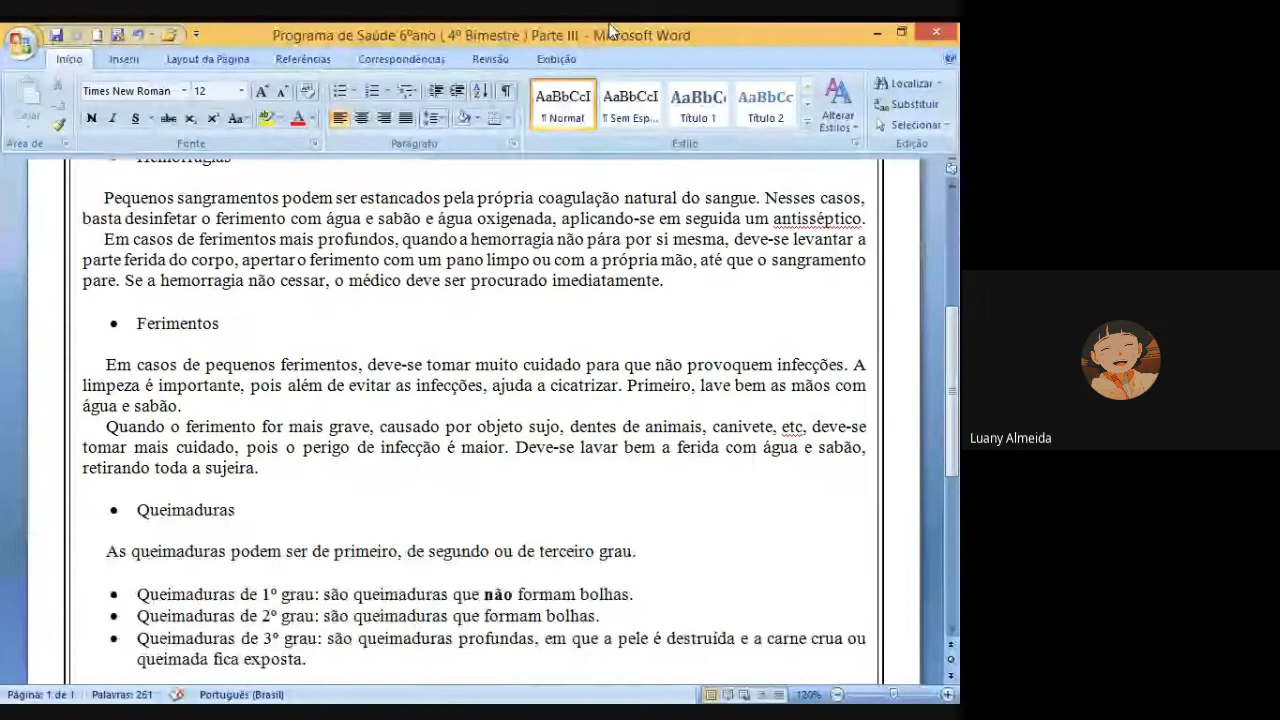 Programa de Saúde 6ºano ( 4º Bimestre ) Parte III - Microsoft Word
Início Inserir Layout da Página Referências Correspondências Revisão Exibição
Times New Roman 12
AaBbCcI AaBbCcI AaBbC AaBbCc
¶ Normal ¶ Sem Esp... Título 1 Título 2
Alterar Estilos
Localizar
Substituir
Selecionar
Colar
Área de Fonte Parágrafo Estilo Edição
Hemorragias
Pequenos sangramentos podem ser estancados pela própria coagulação natural do sangue. Nesses casos,
basta desinfetar o ferimento com água e sabão e água oxigenada, aplicando-se em seguida um antisséptico.
Em casos de ferimentos mais profundos, quando a hemorragia não pára por si mesma, deve-se levantar a
parte ferida do corpo, apertar o ferimento com um pano limpo ou com a própria mão, até que o sangramento
pare. Se a hemorragia não cessar, o médico deve ser procurado imediatamente.
• Ferimentos
Em casos de pequenos ferimentos, deve-se tomar muito cuidado para que não provoquem infecções. A
limpeza é importante, pois além de evitar as infecções, ajuda a cicatrizar. Primeiro, lave bem as mãos com
água e sabão.
Quando o ferimento for mais grave, causado por objeto sujo, dentes de animais, canivete, etc, deve-se
tomar mais cuidado, pois o perigo de infecção é maior. Deve-se lavar bem a ferida com água e sabão,
retirando toda a sujeira.
• Queimaduras
As queimaduras podem ser de primeiro, de segundo ou de terceiro grau.
• Queimaduras de 1º grau: são queimaduras que não formam bolhas.
• Queimaduras de 2º grau: são queimaduras que formam bolhas.
• Queimaduras de 3º grau: são queimaduras profundas, em que a pele é destruída e a carne crua ou
queimada fica exposta.
Página: 1 de 1 Palavras: 261 Português (Brasil) 120%
Luany Almeida